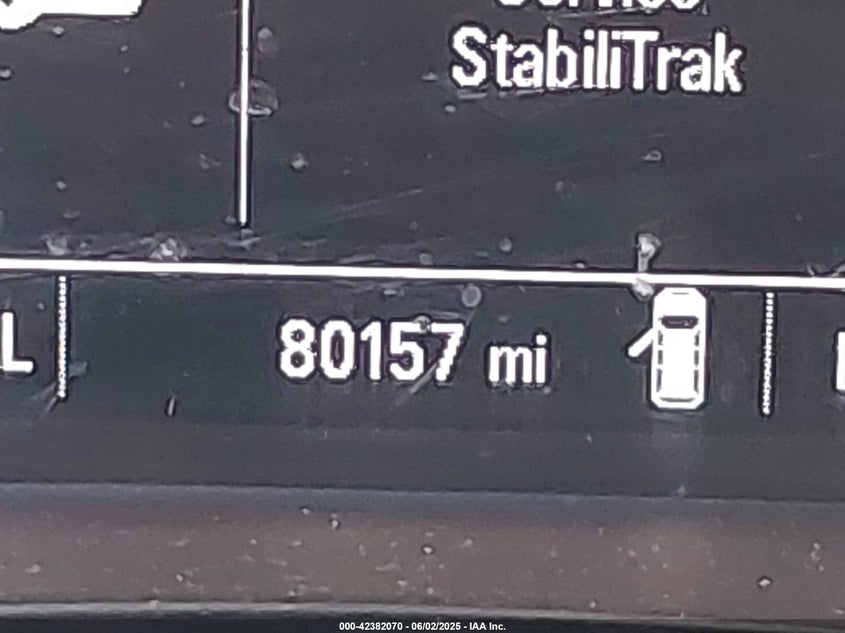 StabiliTrak
L
80157 mi
000-42382070 - 06/02/2025 - IAA Inc.